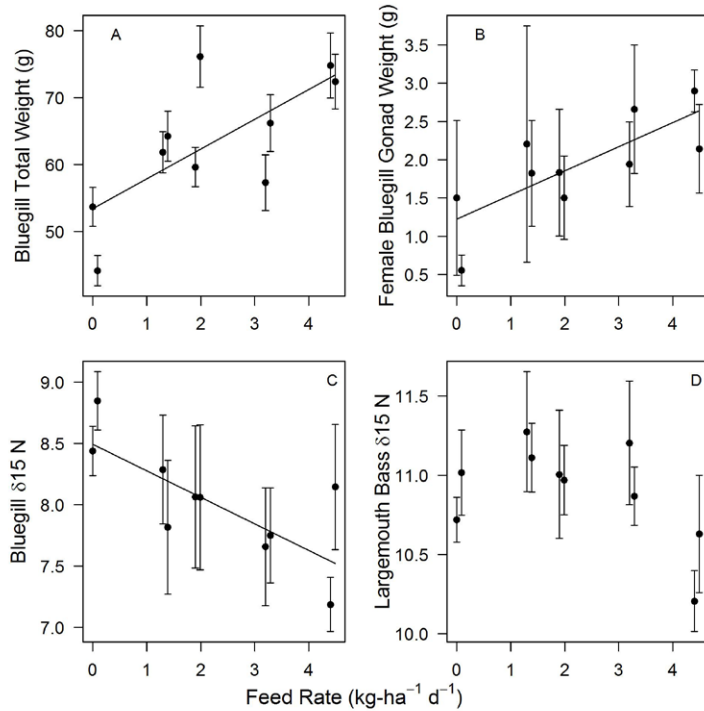 A
Bluegill Total Weight (g)
80
70
60
50
0 1 2 3 4
B
Female Bluegill Gonad Weight (g)
3.5
3.0
2.5
2.0
1.5
1.0
0.5
0 1 2 3 4
C
Bluegill δ15 N
9.0
8.5
8.0
7.5
7.0
0 1 2 3 4
D
Largemouth Bass δ15 N
11.5
11.0
10.5
10.0
0 1 2 3 4
Feed Rate (kg-ha⁻¹ d⁻¹)